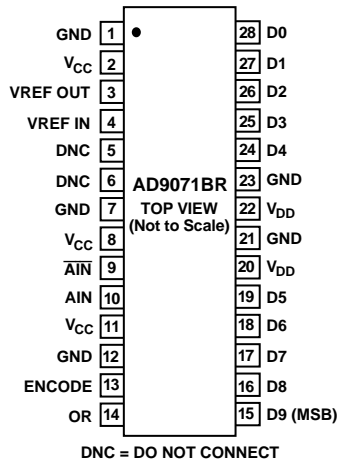 GND 1 28 D0
VCC 2 27 D1
VREF OUT 3 26 D2
VREF IN 4 25 D3
DNC 5 24 D4
DNC 6 23 GND
GND 7 22 VDD
VCC 8 21 GND
A̅I̅N̅ 9 20 VDD
AIN 10 19 D5
VCC 11 18 D6
GND 12 17 D7
ENCODE 13 16 D8
OR 14 15 D9 (MSB)
AD9071BR
TOP VIEW
(Not to Scale)
DNC = DO NOT CONNECT